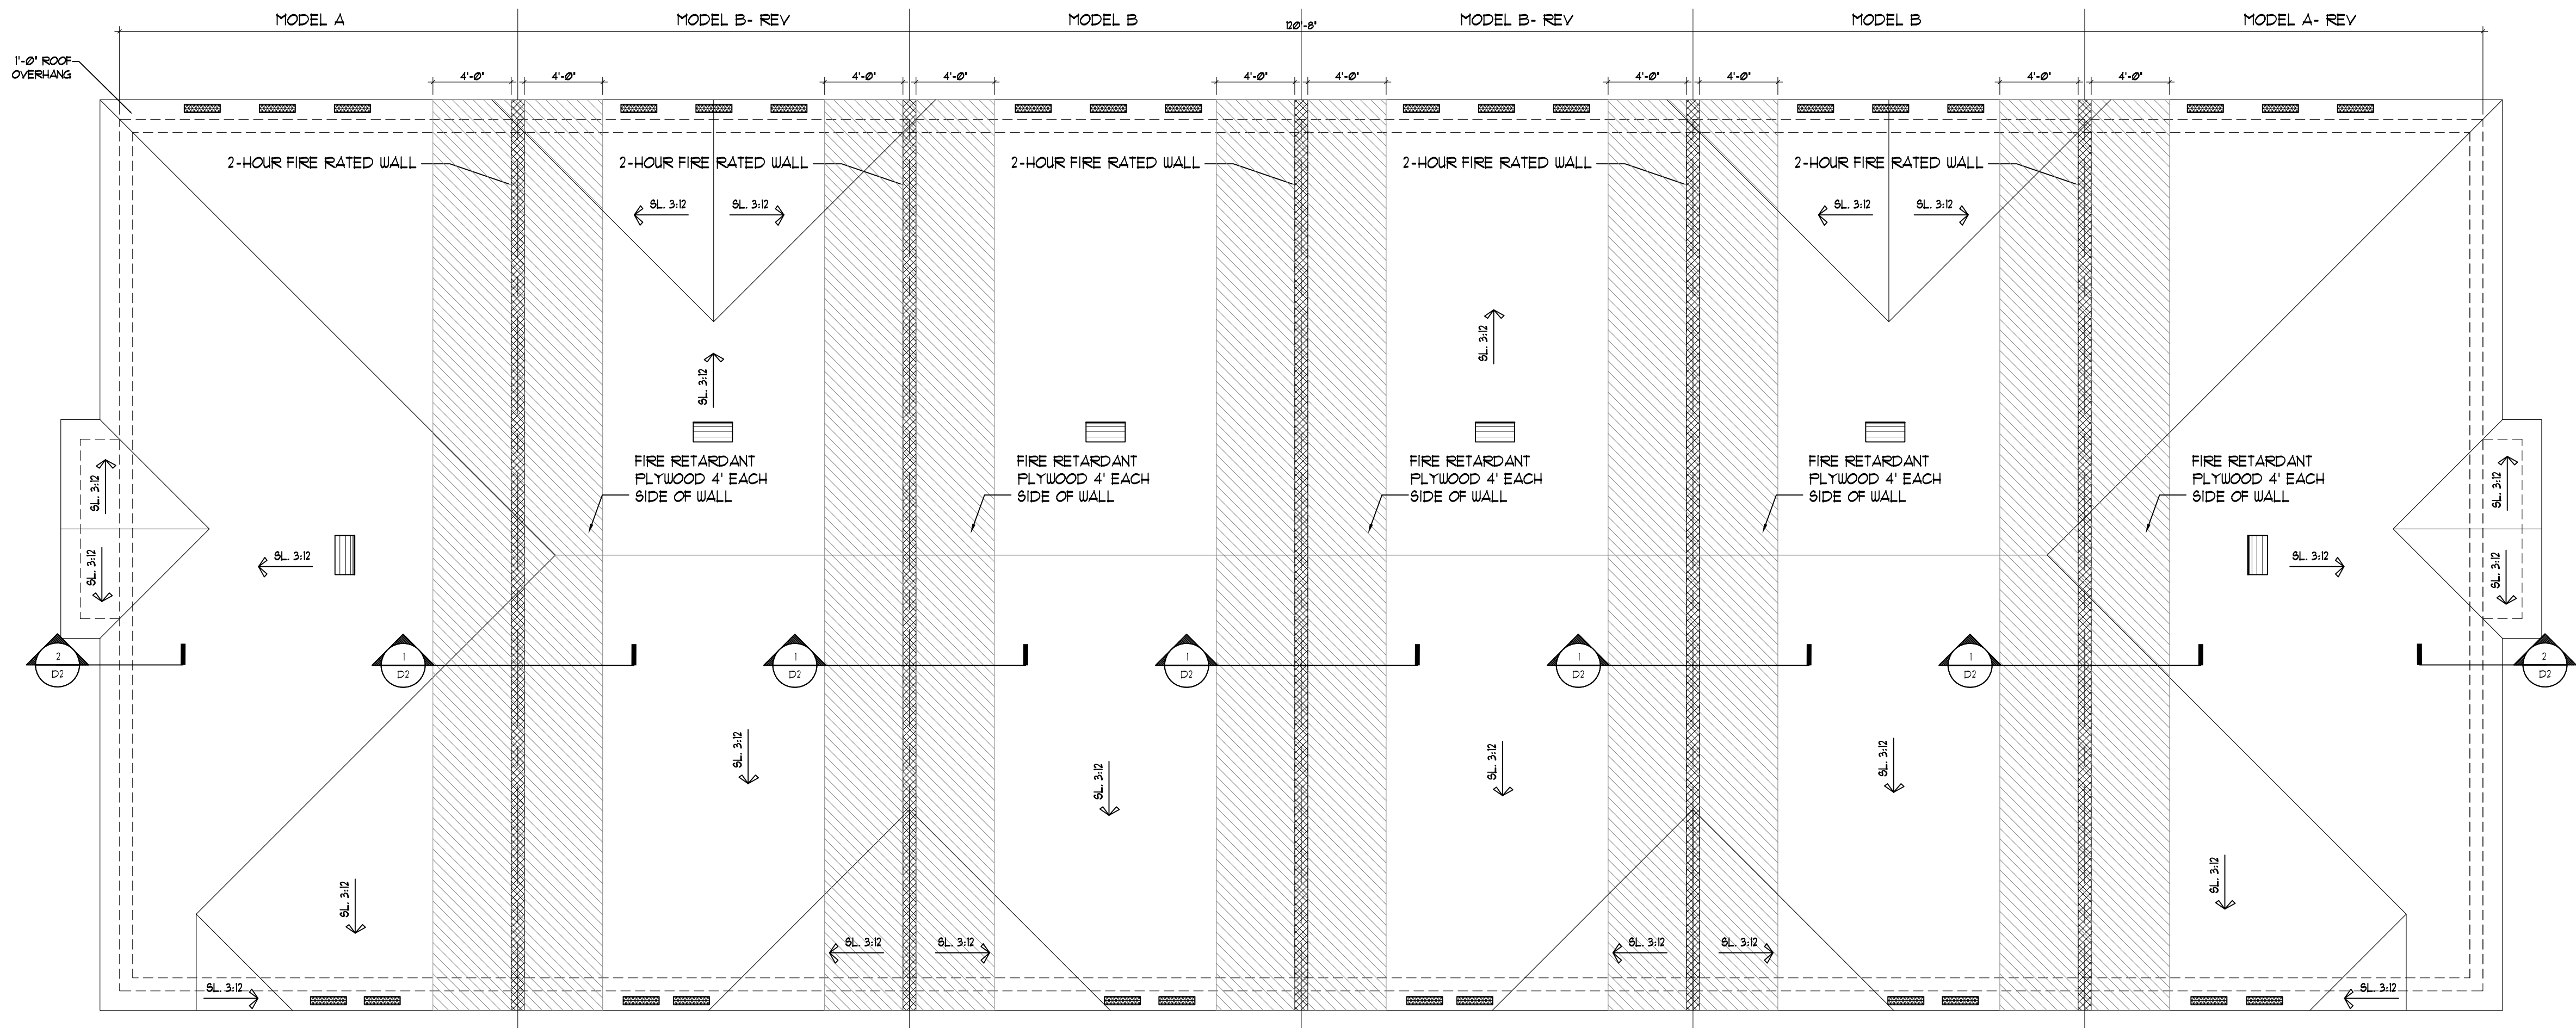 MODEL A
MODEL B- REV
MODEL B
MODEL B- REV
MODEL B
MODEL A- REV
120'-8"
1'-0" ROOF
OVERHANG
4'-0"
4'-0"
4'-0"
4'-0"
4'-0"
4'-0"
4'-0"
4'-0"
4'-0"
4'-0"
2-HOUR FIRE RATED WALL
2-HOUR FIRE RATED WALL
2-HOUR FIRE RATED WALL
2-HOUR FIRE RATED WALL
2-HOUR FIRE RATED WALL
SL. 3:12
SL. 3:12
SL. 3:12
SL. 3:12
SL. 3:12
SL. 3:12
FIRE RETARDANT
PLYWOOD 4' EACH
SIDE OF WALL
FIRE RETARDANT
PLYWOOD 4' EACH
SIDE OF WALL
FIRE RETARDANT
PLYWOOD 4' EACH
SIDE OF WALL
FIRE RETARDANT
PLYWOOD 4' EACH
SIDE OF WALL
FIRE RETARDANT
PLYWOOD 4' EACH
SIDE OF WALL
SL. 3:12
SL. 3:12
SL. 3:12
SL. 3:12
SL. 3:12
SL. 3:12
2
D2
1
D2
1
D2
1
D2
1
D2
1
D2
2
D2
SL. 3:12
SL. 3:12
SL. 3:12
SL. 3:12
SL. 3:12
SL. 3:12
SL. 3:12
SL. 3:12
SL. 3:12
SL. 3:12
SL. 3:12
SL. 3:12